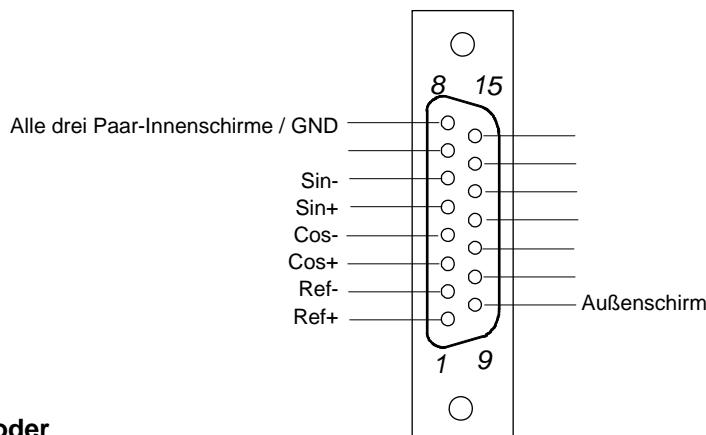 8 15
Alle drei Paar-Innenschirme / GND
Sin-
Sin+
Cos-
Cos+
Ref-
Außenschirm
Ref+
1 9
oder